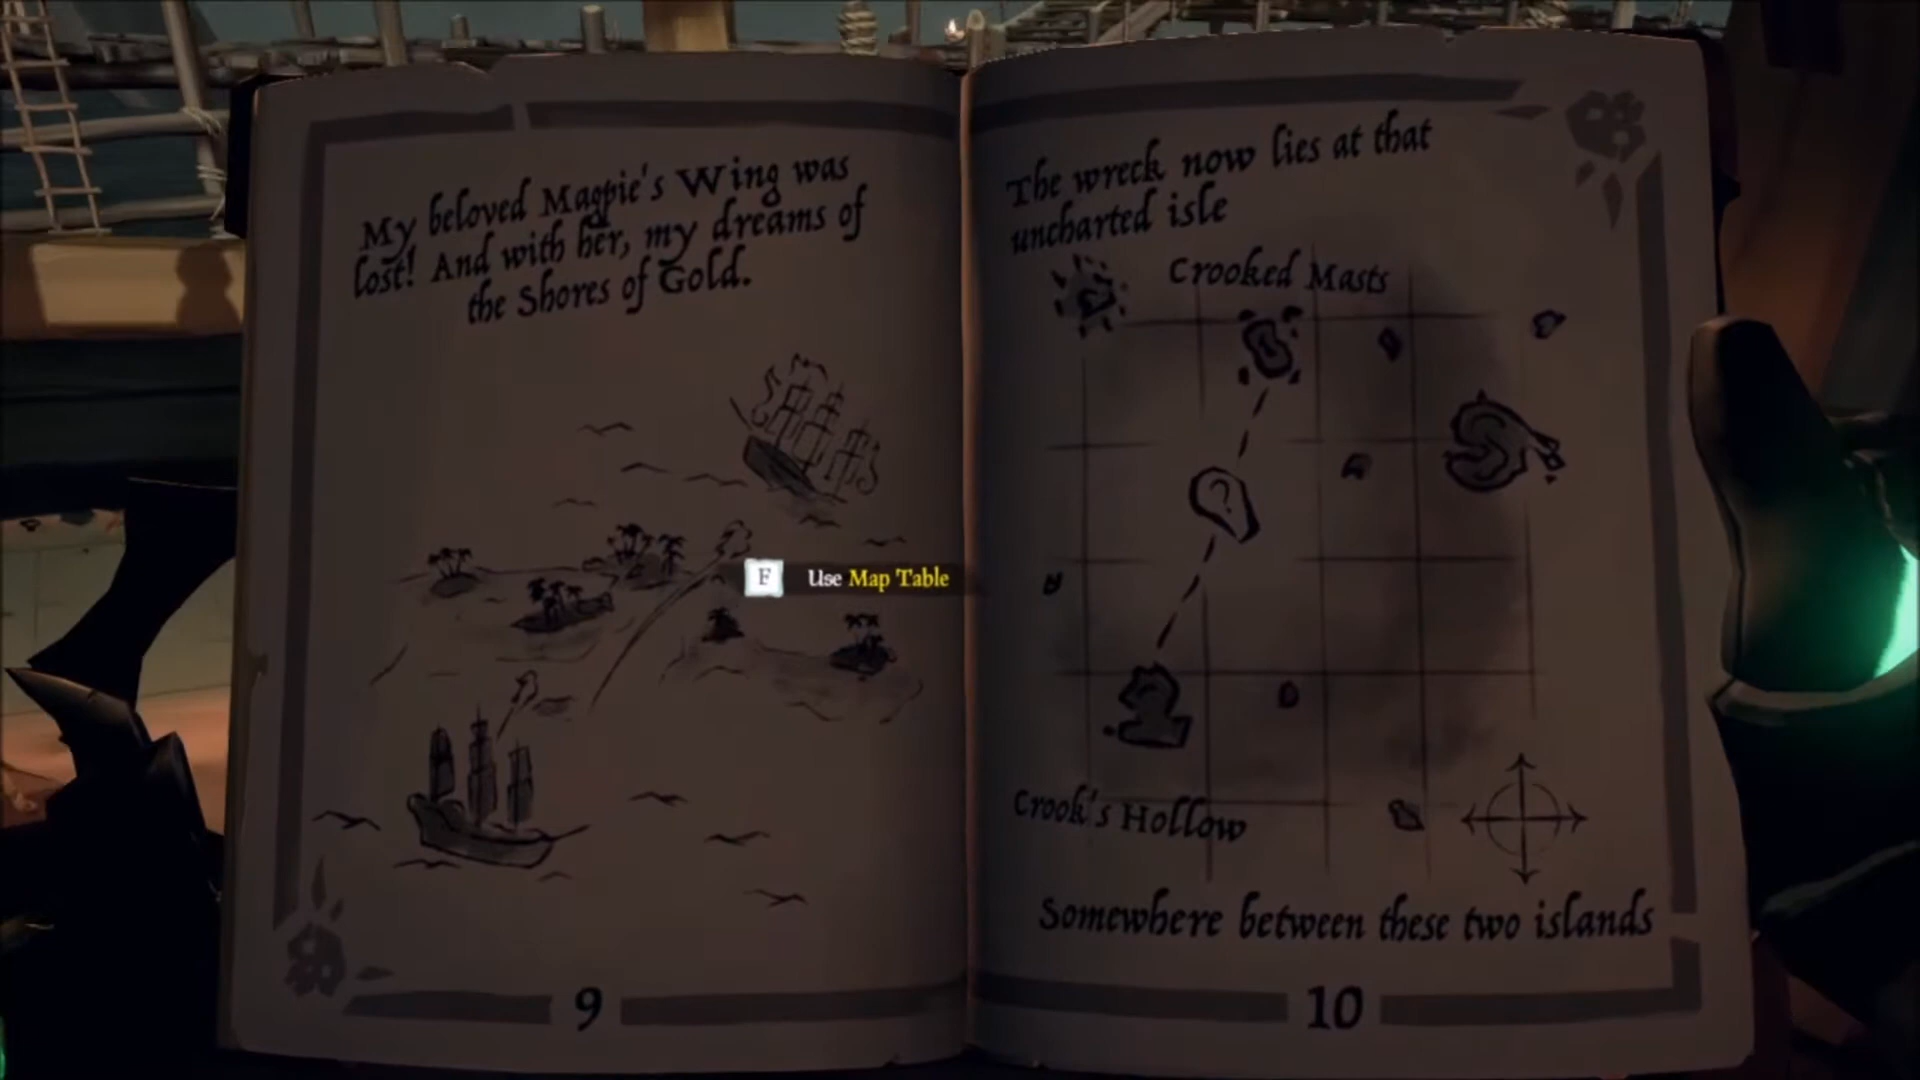 My beloved Magpie's Wing was
lost! And with her, my dreams of
the Shores of Gold.
F Use Map Table
9
The wreck now lies at that
uncharted isle
Crooked Masts
?
Crook's Hollow
Somewhere between these two islands
10